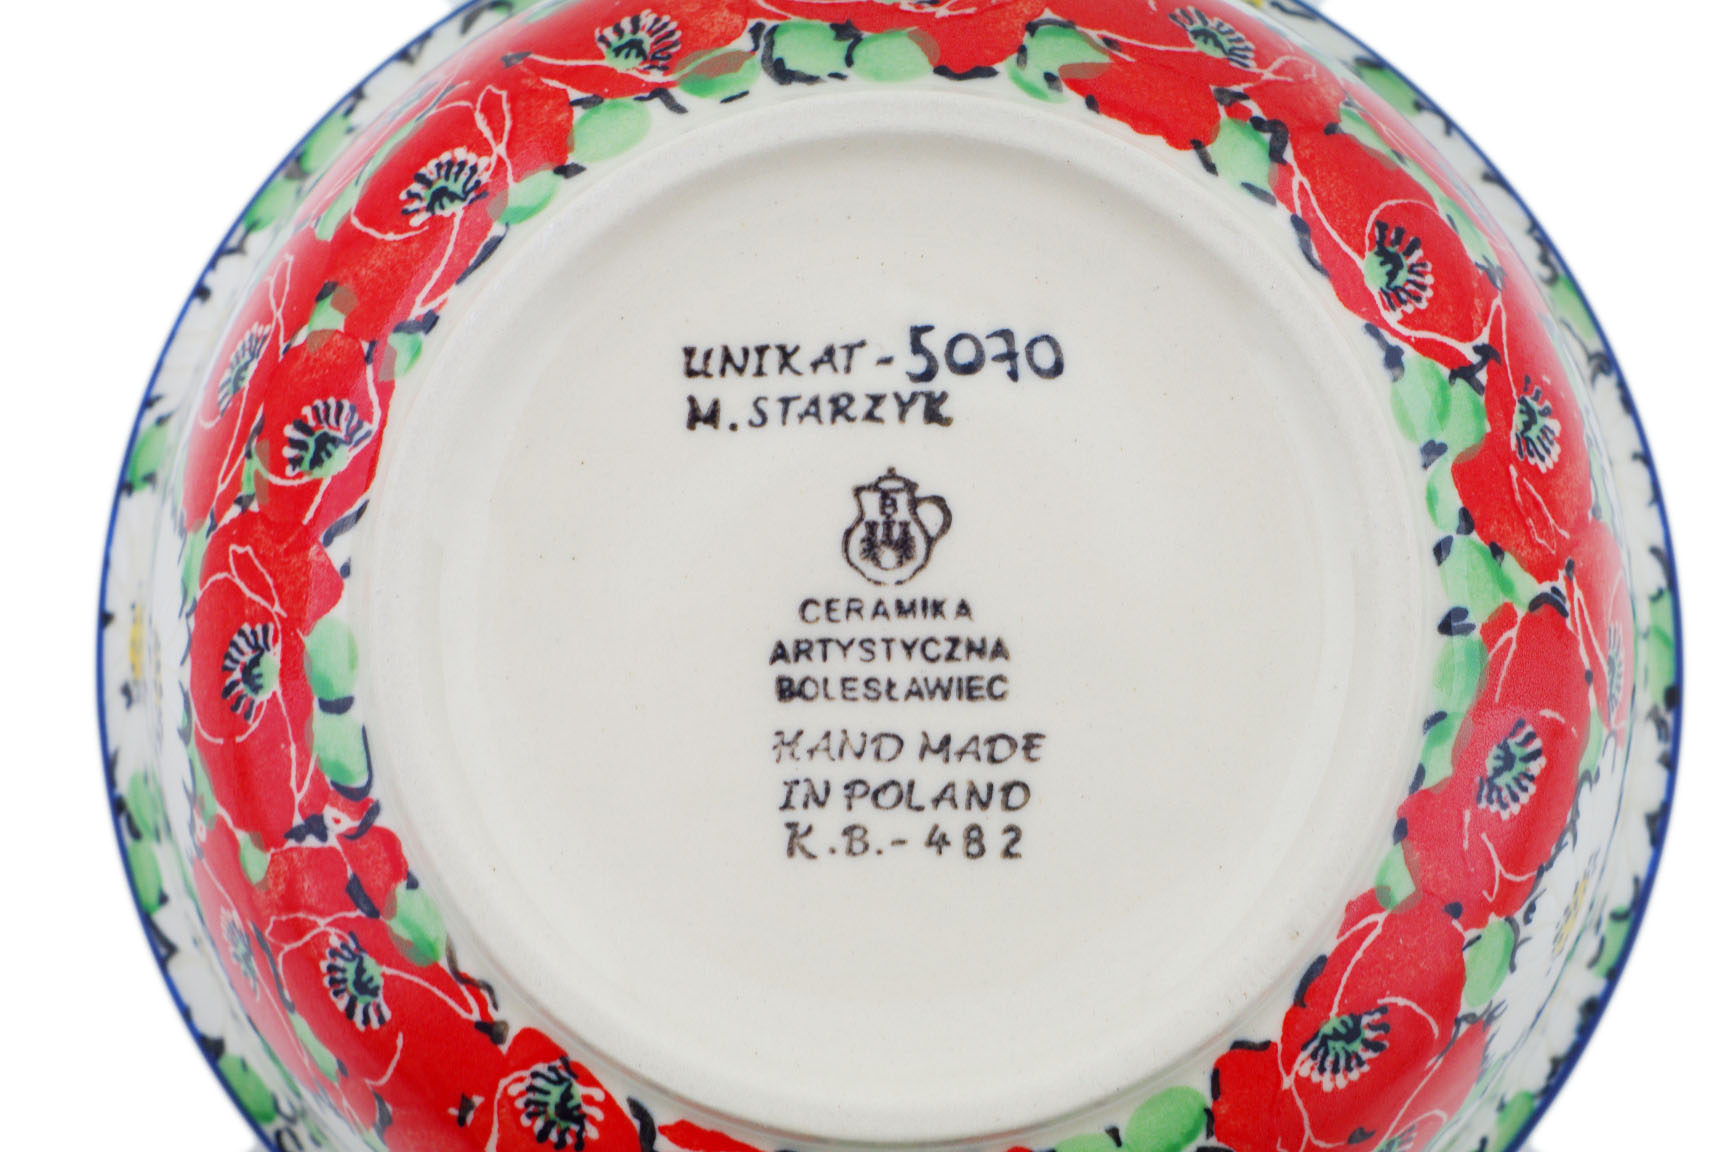 UNIKAT - 5070
M. STARZYK
B
CERAMIKA
ARTYSTYCZNA
BOLESŁAWIEC
HAND MADE
IN POLAND
K.B.- 482